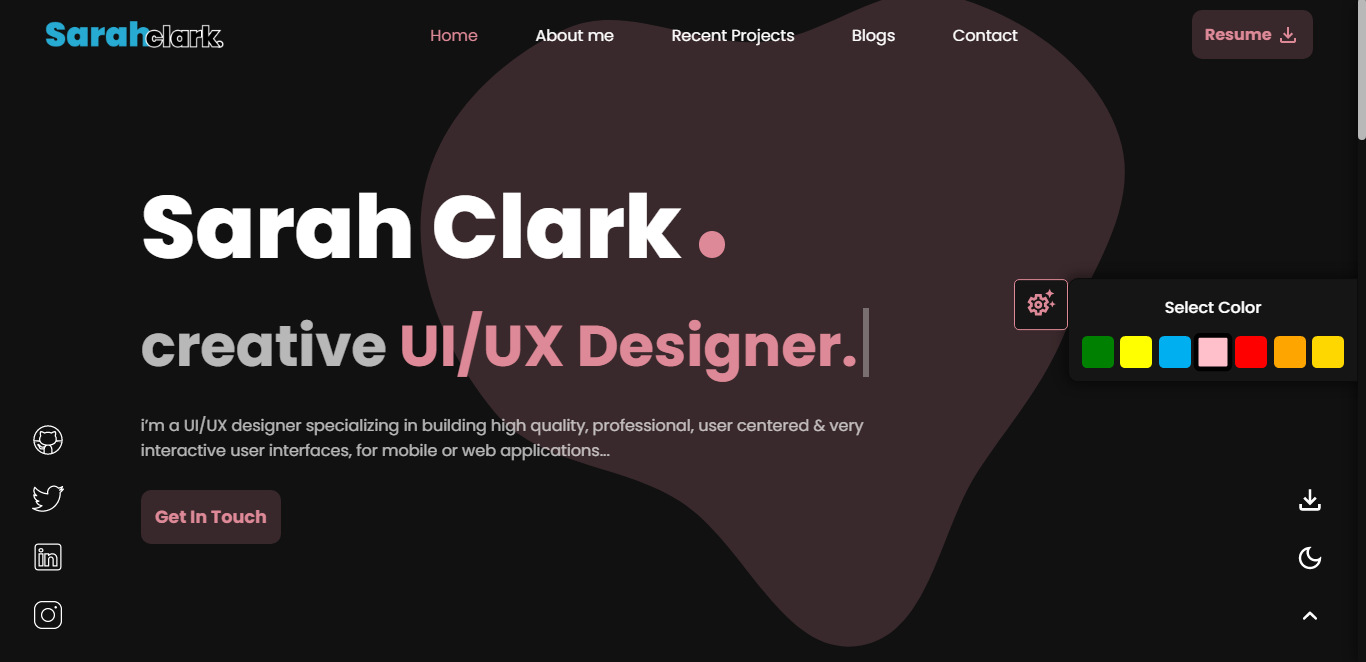 Sarahclark.
Home
About me
Recent Projects
Blogs
Contact
Resume
Sarah Clark .
creative UI/UX Designer.
Select Color
i'm a UI/UX designer specializing in building high quality, professional, user centered & very
interactive user interfaces, for mobile or web applications...
in
Get In Touch